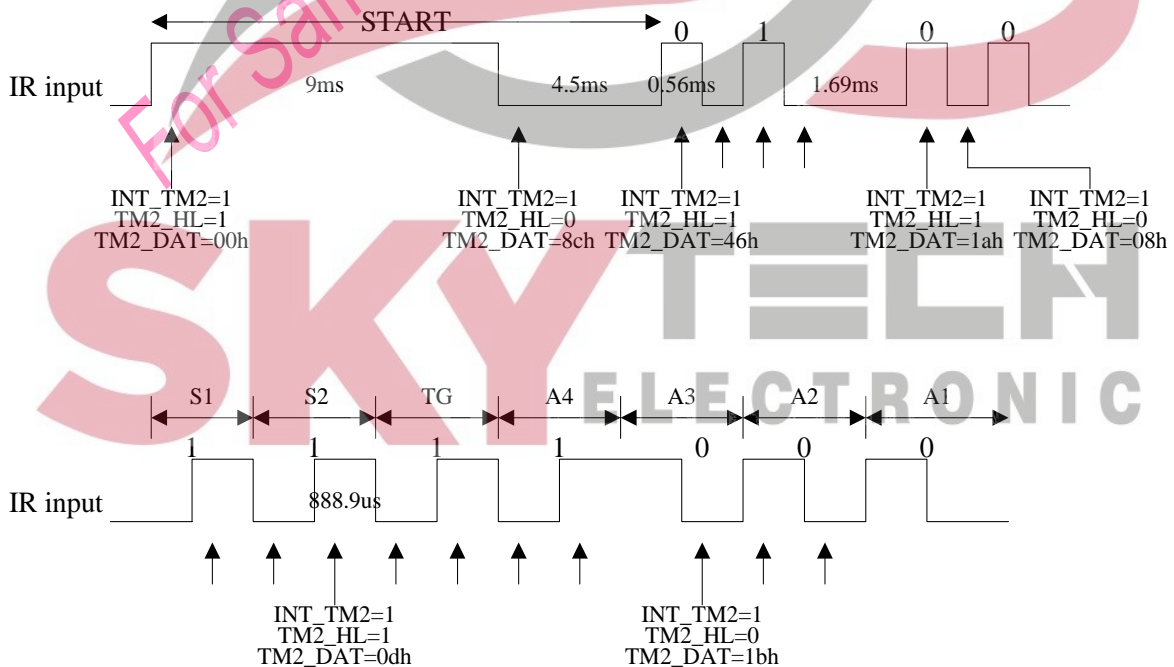 START
0 1 0 0
IR input 9ms 4.5ms 0.56ms 1.69ms
INT_TM2=1 INT_TM2=1 INT_TM2=1 INT_TM2=1 INT_TM2=1
TM2_HL=1 TM2_HL=0 TM2_HL=1 TM2_HL=1 TM2_HL=0
TM2_DAT=00h TM2_DAT=8ch TM2_DAT=46h TM2_DAT=1ah TM2_DAT=08h
For
SKYTECH
ELECTRONIC
S1 S2 TG A4 A3 A2 A1
1 1 1 1 0 0 0
IR input 888.9us
INT_TM2=1 INT_TM2=1
TM2_HL=1 TM2_HL=0
TM2_DAT=0dh TM2_DAT=1bh